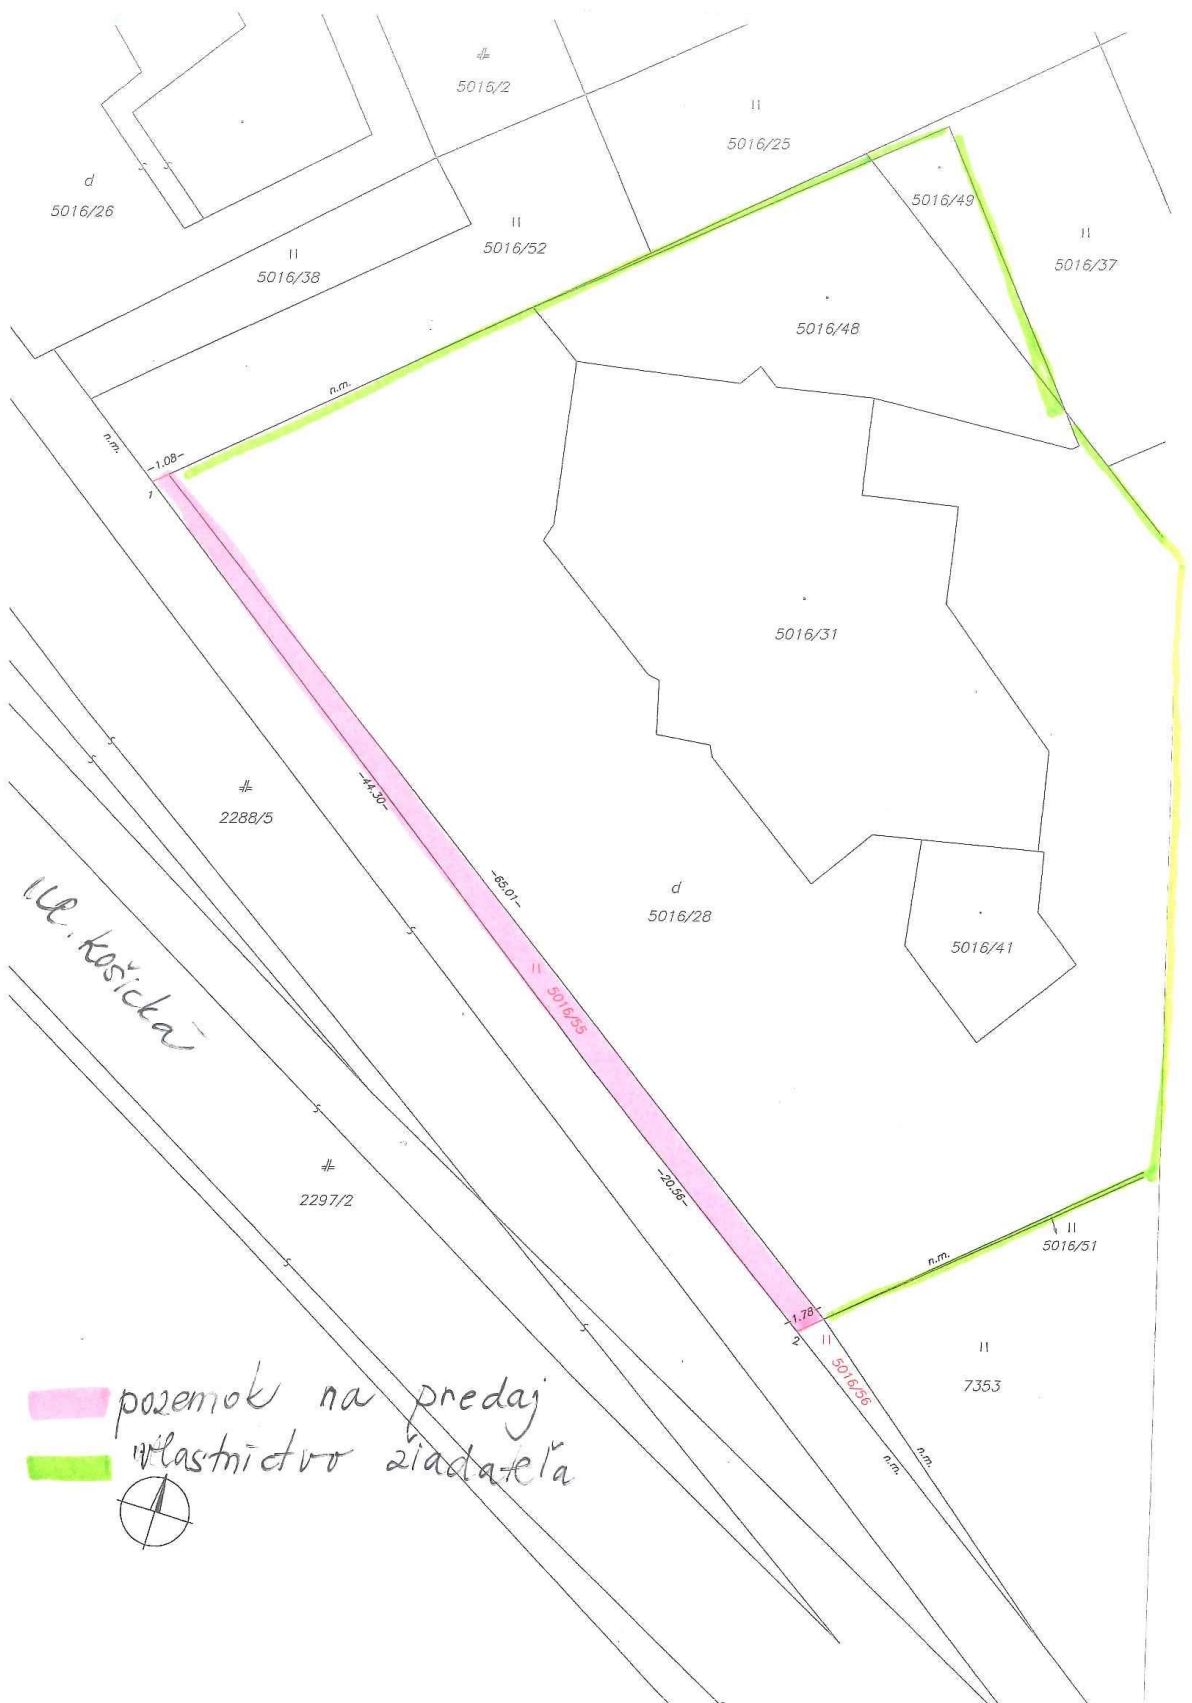 5016/2
5016/25
d
5016/26
5016/49
5016/52
5016/37
5016/38
5016/48
n.m.
n.m.
-1.08-
1
5016/31
-44.30-
2288/5
-65.01-
d
5016/28
5016/41
ul. Košická
5016/55
2297/2
-20.56-
5016/51
n.m.
-1.78-
2
5016/56
7353
pozemok na predaj
vlastníctvo žiadateľa
n.m.
n.m.